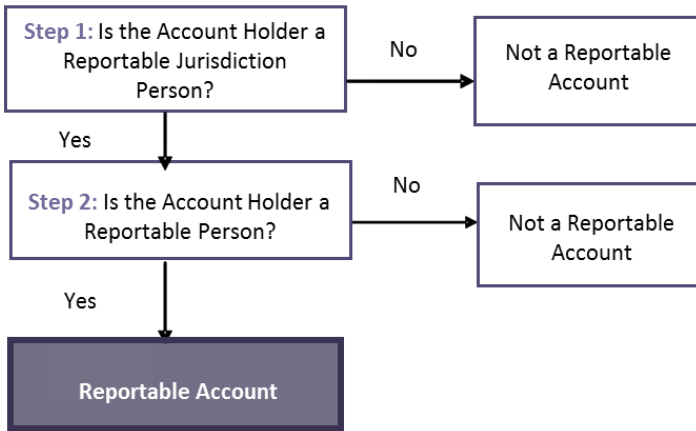 Step 1: Is the Account Holder a
Reportable Jurisdiction
Person?
No
Not a Reportable
Account
Yes
Step 2: Is the Account Holder a
Reportable Person?
No
Not a Reportable
Account
Yes
Reportable Account